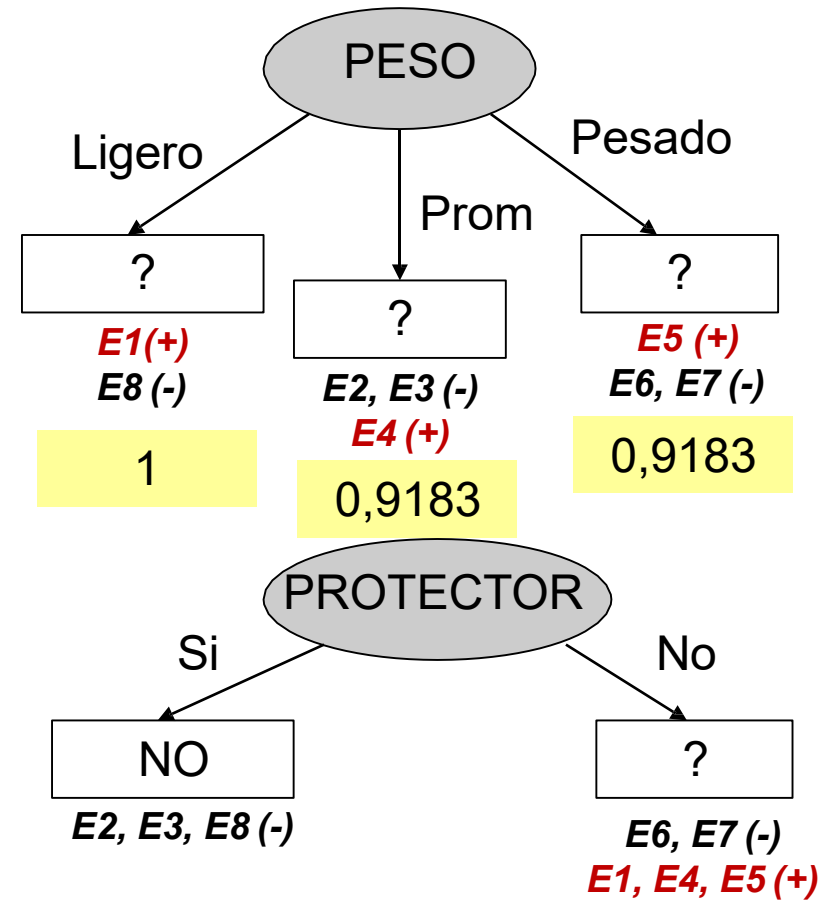 PESO
Ligero
Prom
Pesado
?
E1(+)
E8 (-)
1
?
E2, E3 (-)
E4 (+)
0,9183
?
E5 (+)
E6, E7 (-)
0,9183
PROTECTOR
Si
No
NO
E2, E3, E8 (-)
?
E6, E7 (-)
E1, E4, E5 (+)